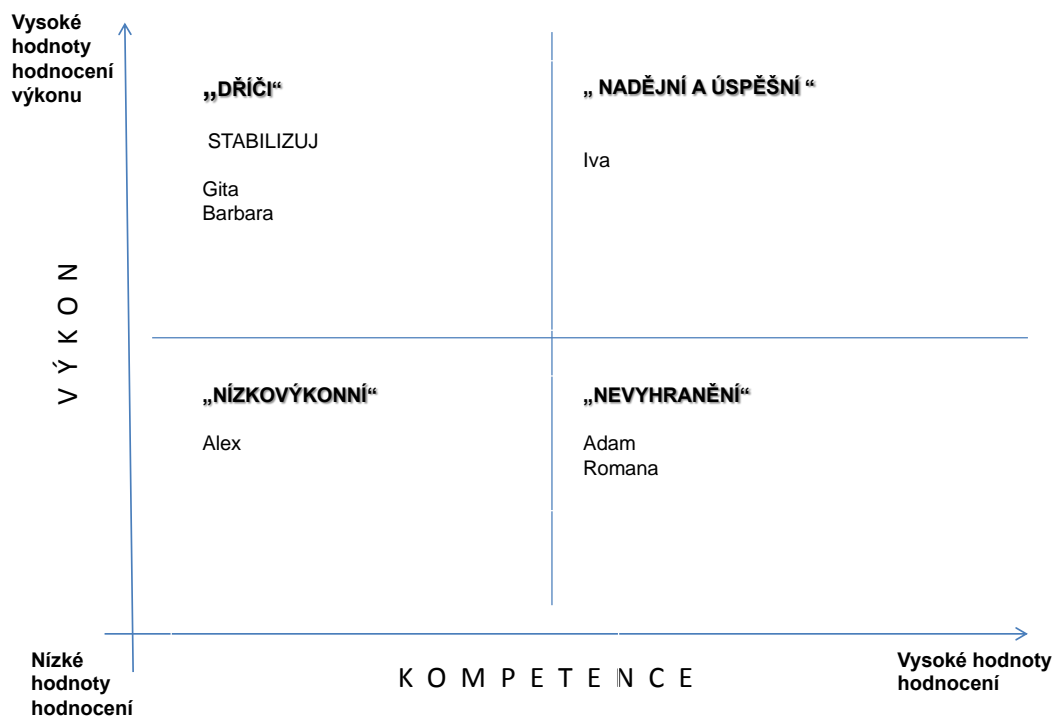 Vysoké
hodnoty
hodnocení
výkonu
,,DŘÍČI“
STABILIZUJ
Gita
Barbara
„ NADĚJNÍ A ÚSPĚŠNÍ “
Iva
V Ý K O N
„NÍZKOVÝKONNÍ“
Alex
„NEVYHRANĚNÍ“
Adam
Romana
Nízké
hodnoty
hodnocení
K O M P E T E N C E
Vysoké hodnoty
hodnocení